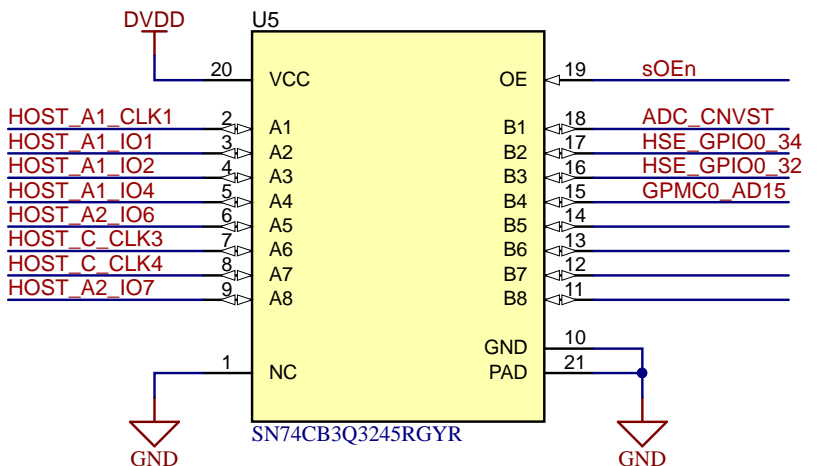 DVDD
U5
20 VCC OE 19 sOEn
HOST_A1_CLK1 2 A1 B1 18 ADC_CNVST
HOST_A1_IO1 3 A2 B2 17 HSE_GPIO0_34
HOST_A1_IO2 4 A3 B3 16 HSE_GPIO0_32
HOST_A1_IO4 5 A4 B4 15 GPMC0_AD15
HOST_A2_IO6 6 A5 B5 14
HOST_C_CLK3 7 A6 B6 13
HOST_C_CLK4 8 A7 B7 12
HOST_A2_IO7 9 A8 B8 11
GND 10
1 NC PAD 21
SN74CB3Q3245RGYR
GND GND